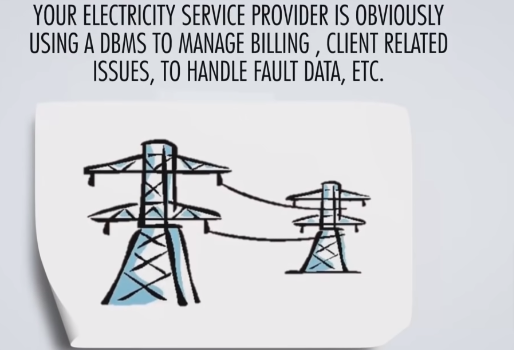 YOUR ELECTRICITY SERVICE PROVIDER IS OBVIOUSLY
USING A DBMS TO MANAGE BILLING , CLIENT RELATED
ISSUES, TO HANDLE FAULT DATA, ETC.